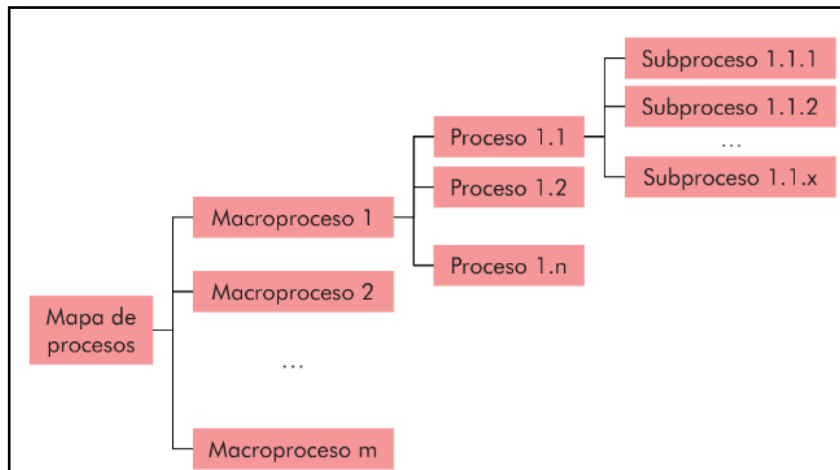 Mapa de
procesos
Macroproceso 1
Macroproceso 2
...
Macroproceso m
Proceso 1.1
Proceso 1.2
Proceso 1.n
Subproceso 1.1.1
Subproceso 1.1.2
...
Subproceso 1.1.x